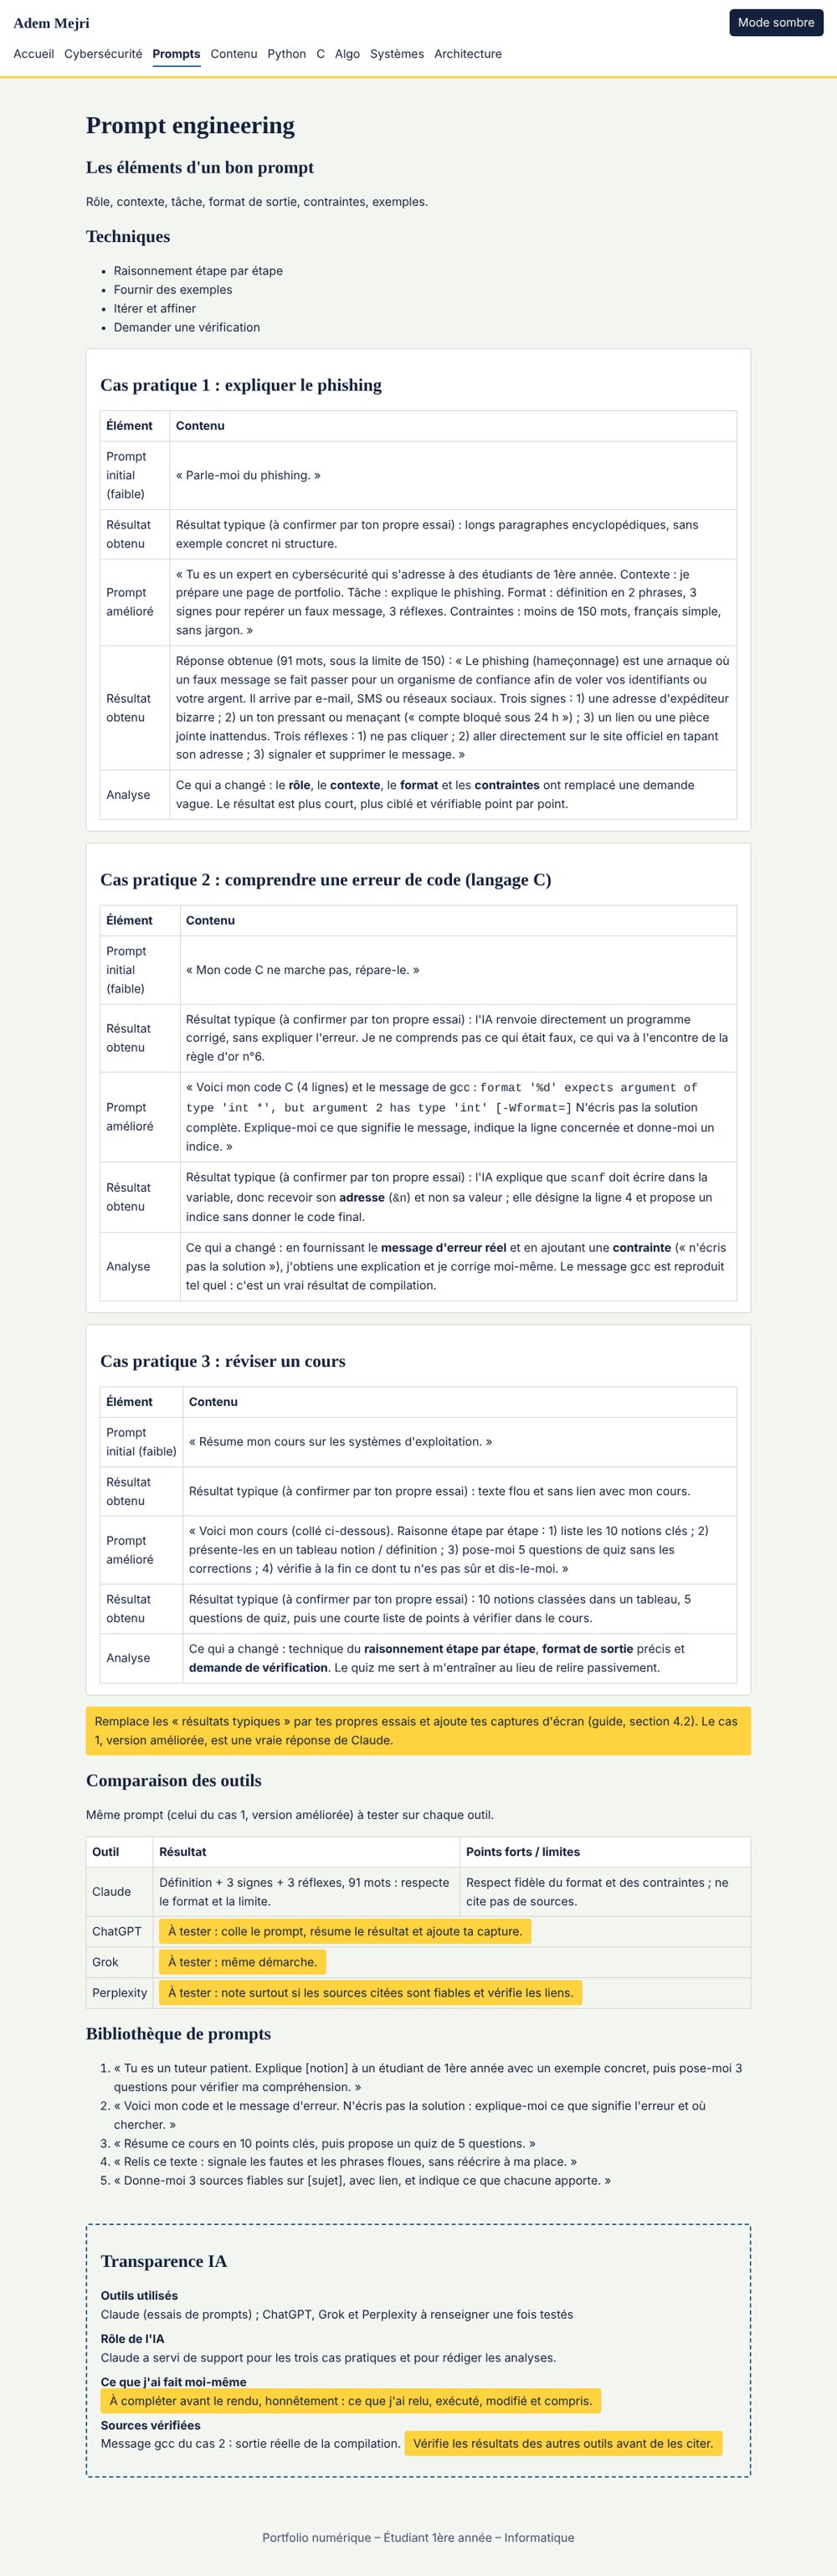 Adem Mejri
Mode sombre
Accueil Cybersécurité Prompts Contenu Python C Algo Systèmes Architecture
Prompt engineering
Les éléments d'un bon prompt
Rôle, contexte, tâche, format de sortie, contraintes, exemples.
Techniques
• Raisonnement étape par étape
• Fournir des exemples
• Itérer et affiner
• Demander une vérification
Cas pratique 1 : expliquer le phishing
Élément Contenu
Prompt
initial
(faible)
« Parle-moi du phishing. »
Résultat
obtenu
Résultat typique (à confirmer par ton propre essai) : longs paragraphes encyclopédiques, sans
exemple concret ni structure.
Prompt
amélioré
« Tu es un expert en cybersécurité qui s'adresse à des étudiants de 1ère année. Contexte : je
prépare une page de portfolio. Tâche : explique le phishing. Format : définition en 2 phrases, 3
signes pour repérer un faux message, 3 réflexes. Contraintes : moins de 150 mots, français simple,
sans jargon. »
Résultat
obtenu
Réponse obtenue (91 mots, sous la limite de 150) : « Le phishing (hameçonnage) est une arnaque où
un faux message se fait passer pour un organisme de confiance afin de voler vos identifiants ou
votre argent. Il arrive par e-mail, SMS ou réseaux sociaux. Trois signes : 1) une adresse d'expéditeur
bizarre ; 2) un ton pressant ou menaçant (« compte bloqué sous 24 h ») ; 3) un lien ou une pièce
jointe inattendus. Trois réflexes : 1) ne pas cliquer ; 2) aller directement sur le site officiel en tapant
son adresse ; 3) signaler et supprimer le message. »
Analyse
Ce qui a changé : le rôle, le contexte, le format et les contraintes ont remplacé une demande
vague. Le résultat est plus court, plus ciblé et vérifiable point par point.
Cas pratique 2 : comprendre une erreur de code (langage C)
Élément Contenu
Prompt
initial
(faible)
« Mon code C ne marche pas, répare-le. »
Résultat
obtenu
Résultat typique (à confirmer par ton propre essai) : l'IA renvoie directement un programme
corrigé, sans expliquer l'erreur. Je ne comprends pas ce qui était faux, ce qui va à l'encontre de la
règle d'or n°6.
Prompt
amélioré
« Voici mon code C (4 lignes) et le message de gcc : format '%d' expects argument of
type 'int *', but argument 2 has type 'int' [-Wformat=] N'écris pas la solution
complète. Explique-moi ce que signifie le message, indique la ligne concernée et donne-moi un
indice. »
Résultat
obtenu
Résultat typique (à confirmer par ton propre essai) : l'IA explique que scanf doit écrire dans la
variable, donc recevoir son adresse (&n) et non sa valeur ; elle désigne la ligne 4 et propose un
indice sans donner le code final.
Analyse
Ce qui a changé : en fournissant le message d'erreur réel et en ajoutant une contrainte (« n'écris
pas la solution »), j'obtiens une explication et je corrige moi-même. Le message gcc est reproduit
tel quel : c'est un vrai résultat de compilation.
Cas pratique 3 : réviser un cours
Élément Contenu
Prompt
initial (faible)
« Résume mon cours sur les systèmes d'exploitation. »
Résultat
obtenu
Résultat typique (à confirmer par ton propre essai) : texte flou et sans lien avec mon cours.
Prompt
amélioré
« Voici mon cours (collé ci-dessous). Raisonne étape par étape : 1) liste les 10 notions clés ; 2)
présente-les en un tableau notion / définition ; 3) pose-moi 5 questions de quiz sans les
corrections ; 4) vérifie à la fin ce dont tu n'es pas sûr et dis-le-moi. »
Résultat
obtenu
Résultat typique (à confirmer par ton propre essai) : 10 notions classées dans un tableau, 5
questions de quiz, puis une courte liste de points à vérifier dans le cours.
Analyse
Ce qui a changé : technique du raisonnement étape par étape, format de sortie précis et
demande de vérification. Le quiz me sert à m'entraîner au lieu de relire passivement.
Remplace les « résultats typiques » par tes propres essais et ajoute tes captures d'écran (guide, section 4.2). Le cas
1, version améliorée, est une vraie réponse de Claude.
Comparaison des outils
Même prompt (celui du cas 1, version améliorée) à tester sur chaque outil.
Outil Résultat Points forts / limites
Claude
Définition + 3 signes + 3 réflexes, 91 mots : respecte
le format et la limite.
Respect fidèle du format et des contraintes ; ne
cite pas de sources.
ChatGPT À tester : colle le prompt, résume le résultat et ajoute ta capture.
Grok À tester : même démarche.
Perplexity À tester : note surtout si les sources citées sont fiables et vérifie les liens.
Bibliothèque de prompts
1. « Tu es un tuteur patient. Explique [notion] à un étudiant de 1ère année avec un exemple concret, puis pose-moi 3
questions pour vérifier ma compréhension. »
2. « Voici mon code et le message d'erreur. N'écris pas la solution : explique-moi ce que signifie l'erreur et où
chercher. »
3. « Résume ce cours en 10 points clés, puis propose un quiz de 5 questions. »
4. « Relis ce texte : signale les fautes et les phrases floues, sans réécrire à ma place. »
5. « Donne-moi 3 sources fiables sur [sujet], avec lien, et indique ce que chacune apporte. »
Transparence IA
Outils utilisés
Claude (essais de prompts) ; ChatGPT, Grok et Perplexity à renseigner une fois testés
Rôle de l'IA
Claude a servi de support pour les trois cas pratiques et pour rédiger les analyses.
Ce que j'ai fait moi-même
À compléter avant le rendu, honnêtement : ce que j'ai relu, exécuté, modifié et compris.
Sources vérifiées
Message gcc du cas 2 : sortie réelle de la compilation. Vérifie les résultats des autres outils avant de les citer.
Portfolio numérique – Étudiant 1ère année – Informatique